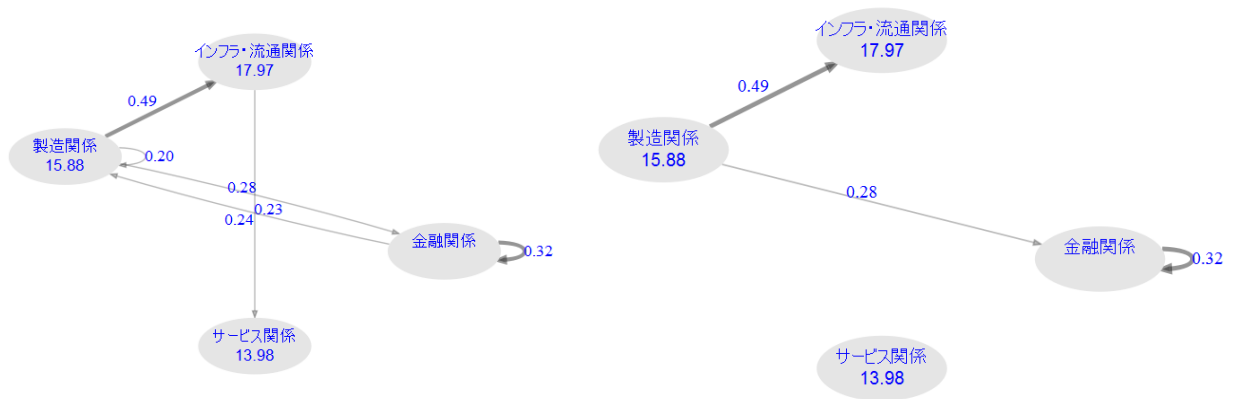 インフラ・流通関係
17.97
0.49
製造関係
15.88
0.20
0.28
0.23
0.24
金融関係
0.32
サービス関係
13.98
インフラ・流通関係
17.97
0.49
製造関係
15.88
0.28
金融関係
0.32
サービス関係
13.98